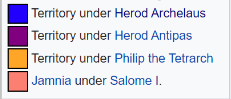 Territory under Herod Archelaus
Territory under Herod Antipas
Territory under Philip the Tetrarch
Jamnia under Salome I.